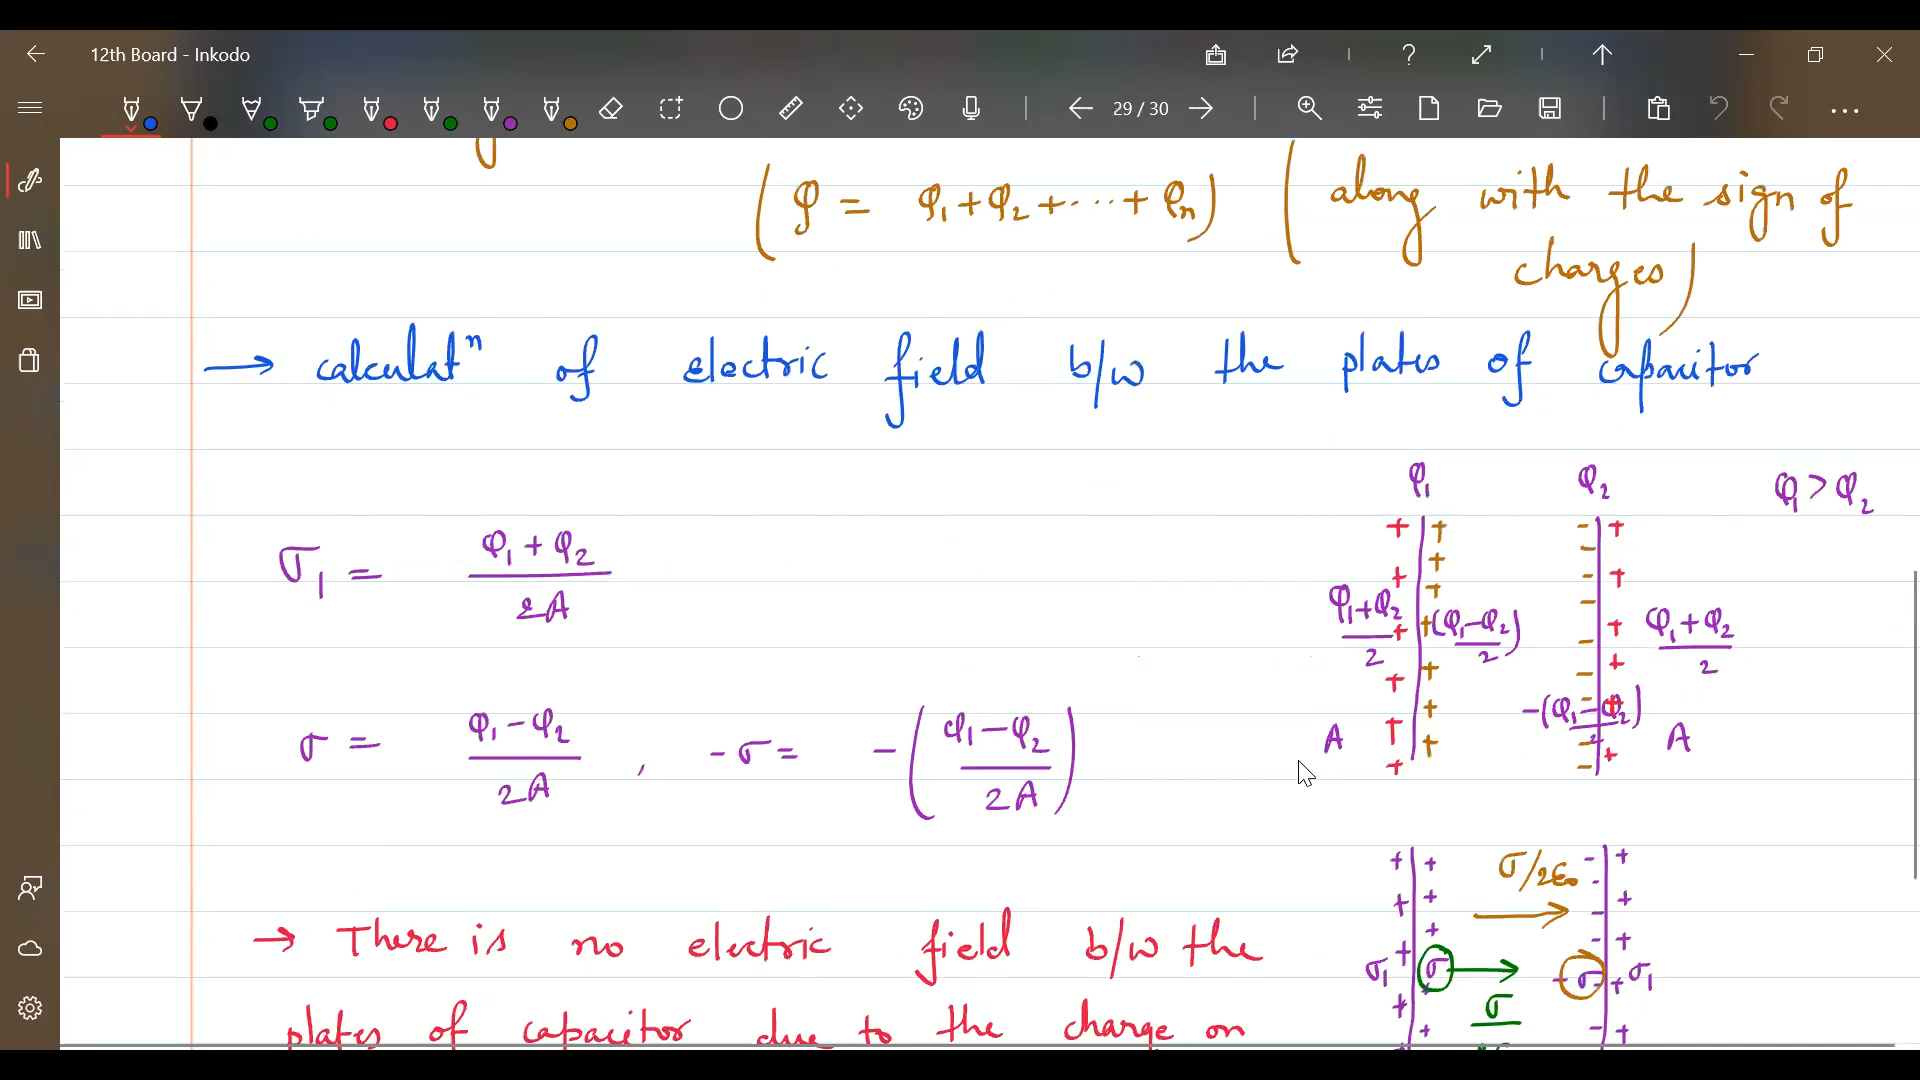 12th Board - Inkodo
29 / 30
(Q = Q₁ + Q₂ + ... + Qn) (along with the sign of
charges)
→ calculatⁿ of electric field b/w the plates of capacitor
Q₁ Q₂ Q₁ > Q₂
σ₁ = Q₁ + Q₂ / 2A
Q₁+Q₂ / 2 (Q₁-Q₂ / 2) Q₁+Q₂ / 2
-(Q₁-Q₂ / 2)
A A
σ = Q₁ - Q₂ / 2A , -σ = -(Q₁ - Q₂ / 2A)
σ/2ε₀
→ There is no electric field b/w the
σ₁ σ -σ σ₁
σ
plates of capacitor due to the charge on